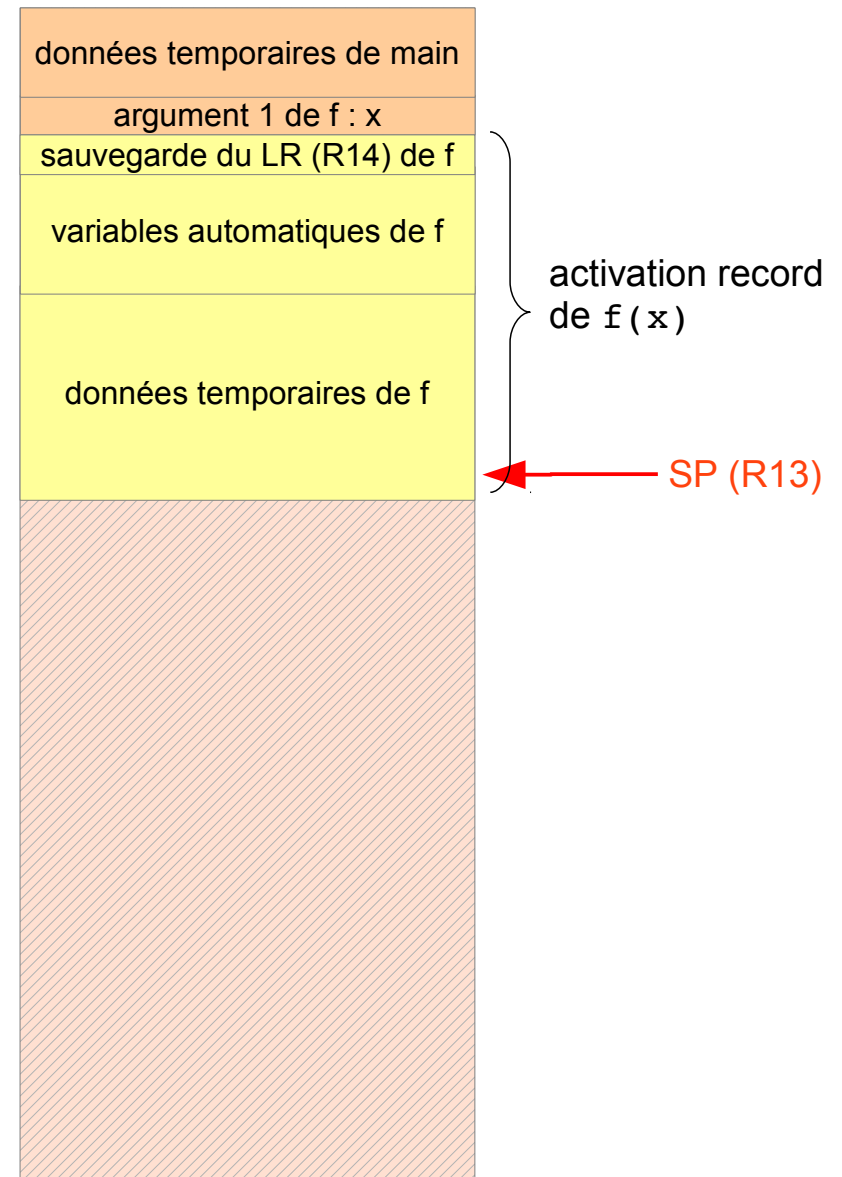 données temporaires de main
argument 1 de f : x
sauvegarde du LR (R14) de f
variables automatiques de f
activation record
de f(x)
données temporaires de f
SP (R13)